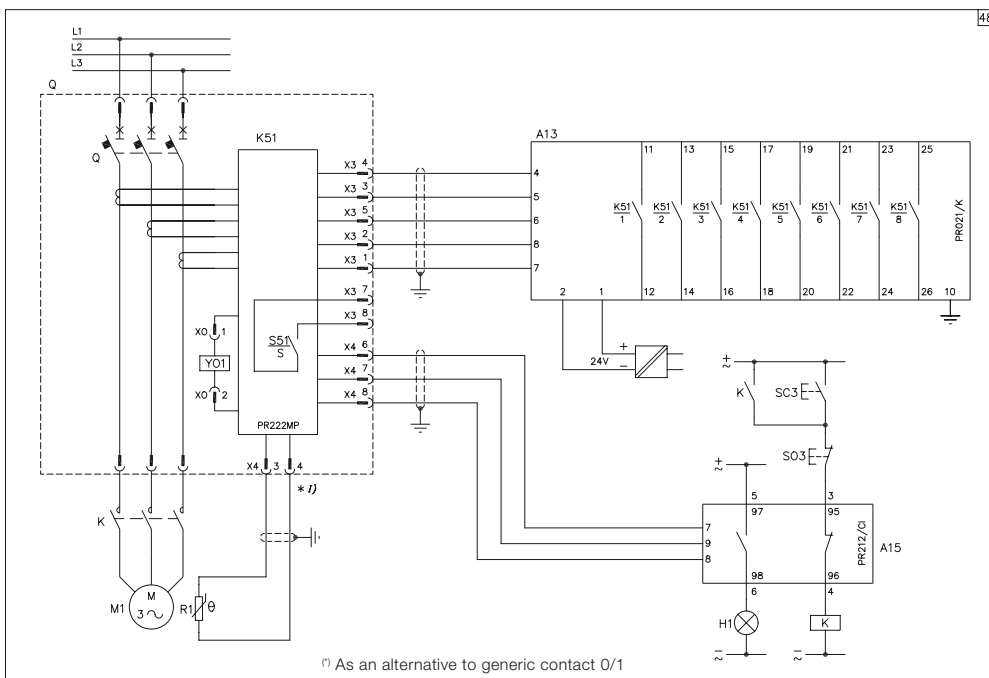 48
L1
L2
L3
Q
Q
K51
X3 4
X3 3
X3 5
X3 2
X3 1
X3 7
X3 8
X4 6
X4 7
X4 8
S51
S
X0 1
YO1
X0 2
PR222MP
X4 3 4
* 1)
K
M1
M
3
R1
θ
A13
4
5
6
8
7
11 13 15 17 19 21 23 25
K51 K51 K51 K51 K51 K51 K51 K51
1 2 3 4 5 6 7 8
PR021/K
2 1 12 14 16 18 20 22 24 26 10
+
24V
−
+
~
K
SC3
SO3
+
~
5 3
97 95
7
9
8
PR212/CI
A15
98 96
6 4
H1
K
~
~
(*) As an alternative to generic contact 0/1